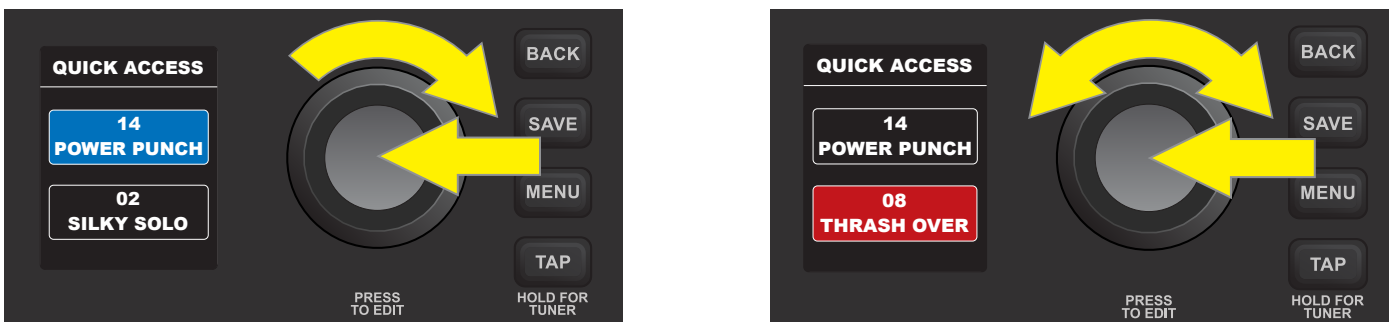 QUICK ACCESS
14
POWER PUNCH
02
SILKY SOLO
BACK
SAVE
MENU
TAP
PRESS
TO EDIT
HOLD FOR
TUNER
QUICK ACCESS
14
POWER PUNCH
08
THRASH OVER
BACK
SAVE
MENU
TAP
PRESS
TO EDIT
HOLD FOR
TUNER